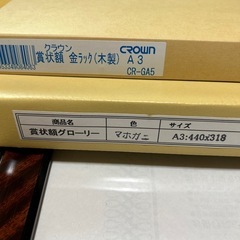 クラウン
賞状額 金ラック(木製) A3
CROWN
CR-GA5
商品名 色 サイズ
賞状額グローリー マホガニ A3:440x318